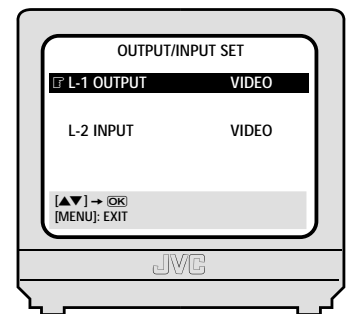 OUTPUT/INPUT SET
☞ L-1 OUTPUT VIDEO
L-2 INPUT VIDEO
[▲▼] → OK
[MENU]: EXIT
JVC